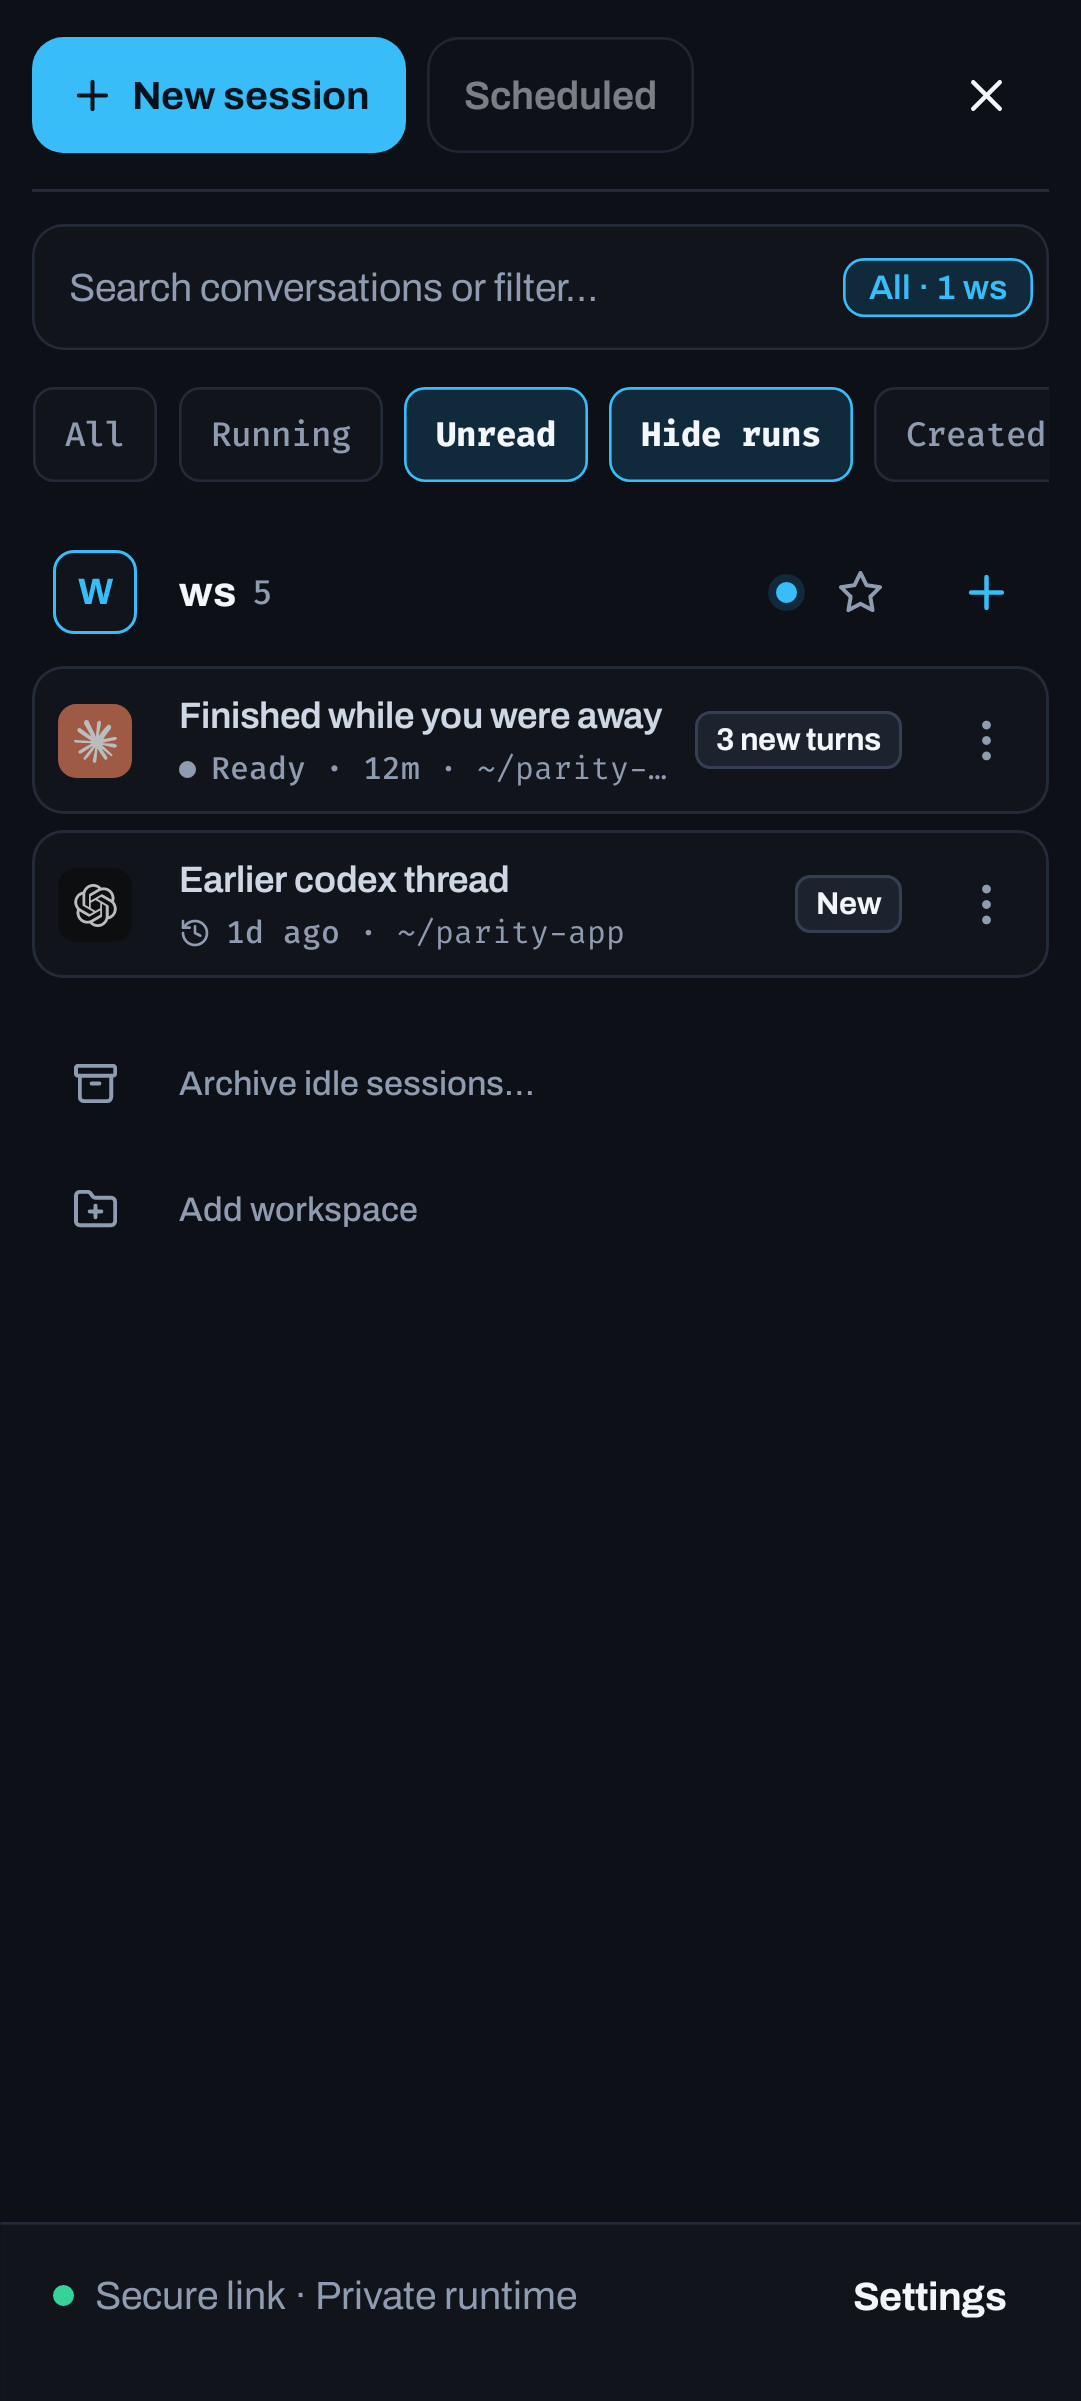 New session
Scheduled
Search conversations or filter...
All · 1 ws
All
Running
Unread
Hide runs
Created
W
ws 5
Finished while you were away
3 new turns
Ready · 12m · ~/parity-…
Earlier codex thread
New
1d ago · ~/parity-app
Archive idle sessions...
Add workspace
Secure link · Private runtime
Settings